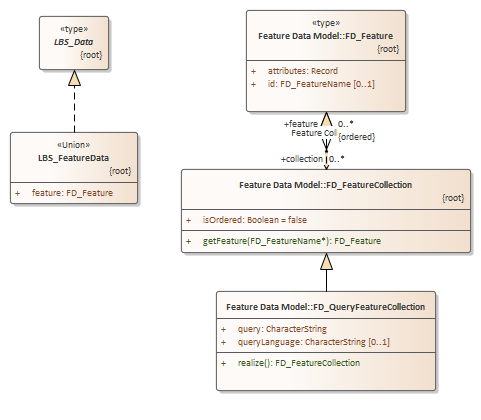 «type»
LBS_Data
{root}
«Union»
LBS_FeatureData
{root}
+ feature: FD_Feature
«type»
Feature Data Model::FD_Feature
{root}
+ attributes: Record
+ id: FD_FeatureName [0..1]
+feature 0..*
Feature Col
{ordered}
+collection 0..*
Feature Data Model::FD_FeatureCollection
{root}
+ isOrdered: Boolean = false
+ getFeature(FD_FeatureName*): FD_Feature
Feature Data Model::FD_QueryFeatureCollection
+ query: CharacterString
+ queryLanguage: CharacterString [0..1]
+ realize(): FD_FeatureCollection